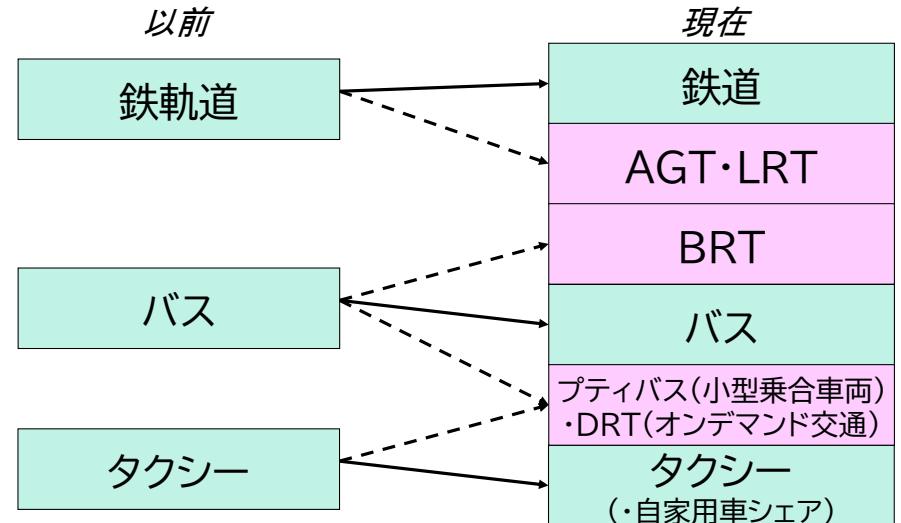 以前
現在
鉄軌道
鉄道
AGT・LRT
BRT
バス
バス
プティバス(小型乗合車両)
・DRT(オンデマンド交通)
タクシー
タクシー
(・自家用車シェア)